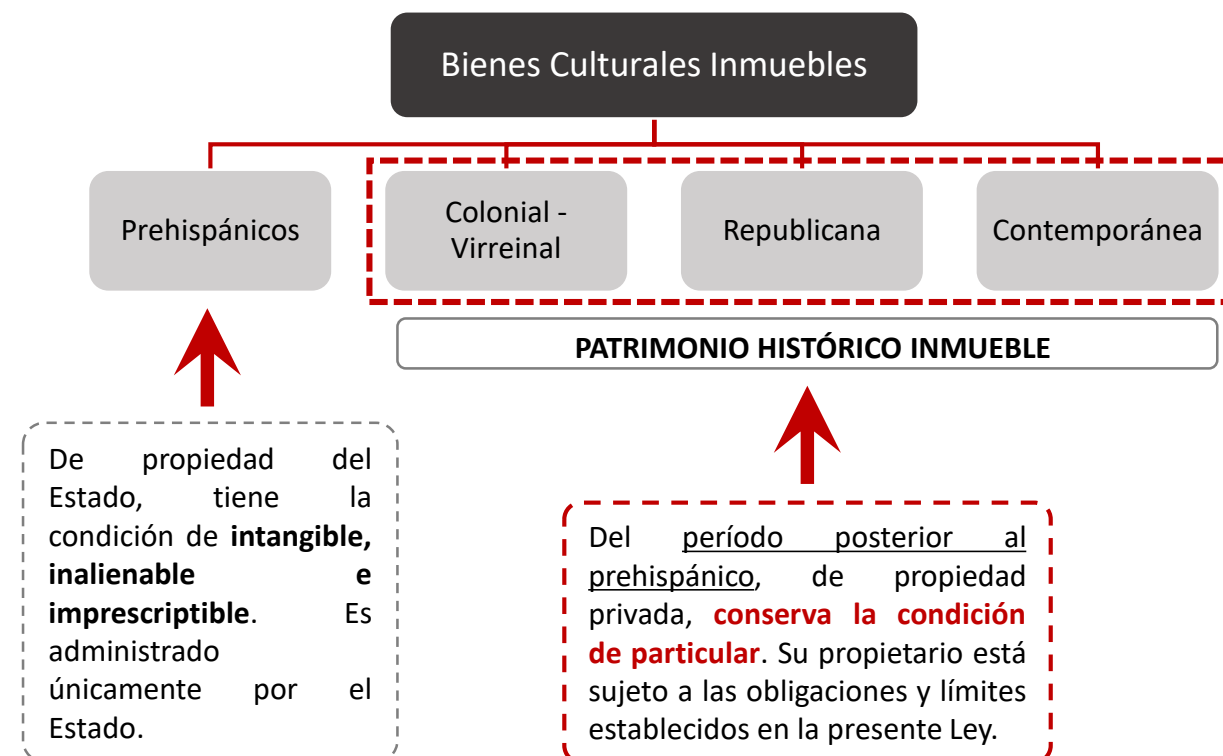 Bienes Culturales Inmuebles
Prehispánicos
Colonial -
Virreinal
Republicana
Contemporánea
PATRIMONIO HISTÓRICO INMUEBLE
De propiedad del
Estado, tiene la
condición de intangible,
inalienable e
imprescriptible. Es
administrado
únicamente por el
Estado.
Del período posterior al
prehispánico, de propiedad
privada, conserva la condición
de particular. Su propietario está
sujeto a las obligaciones y límites
establecidos en la presente Ley.